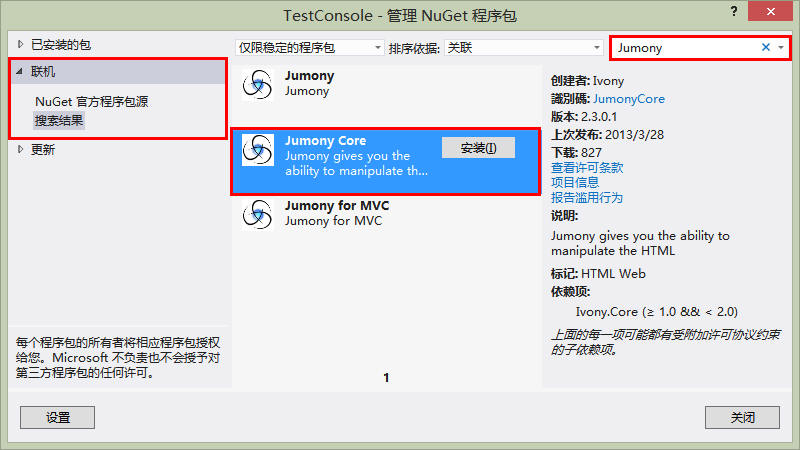 TestConsole - 管理 NuGet 程序包
? ✕
已安装的包
联机
NuGet 官方程序包源
搜索结果
更新
每个程序包的所有者将相应程序包授权
给您。Microsoft 不负责也不会授予对
第三方程序包的任何许可。
设置
仅限稳定的程序包 排序依据: 关联
Jumony
Jumony
Jumony Core
Jumony gives you the
ability to manipulate th...
安装(I)
Jumony for MVC
Jumony for MVC
1
Jumony ✕
创建者: Ivony
識別碼: JumonyCore
版本: 2.3.0.1
上次发布: 2013/3/28
下载: 827
查看许可条款
项目信息
报告滥用行为
说明:
Jumony gives you the ability to
manipulate the HTML
标记: HTML Web
依赖项:
Ivony.Core (≥ 1.0 && < 2.0)
上面的每一项可能都有受附加许可协议约束
的子依赖项。
关闭